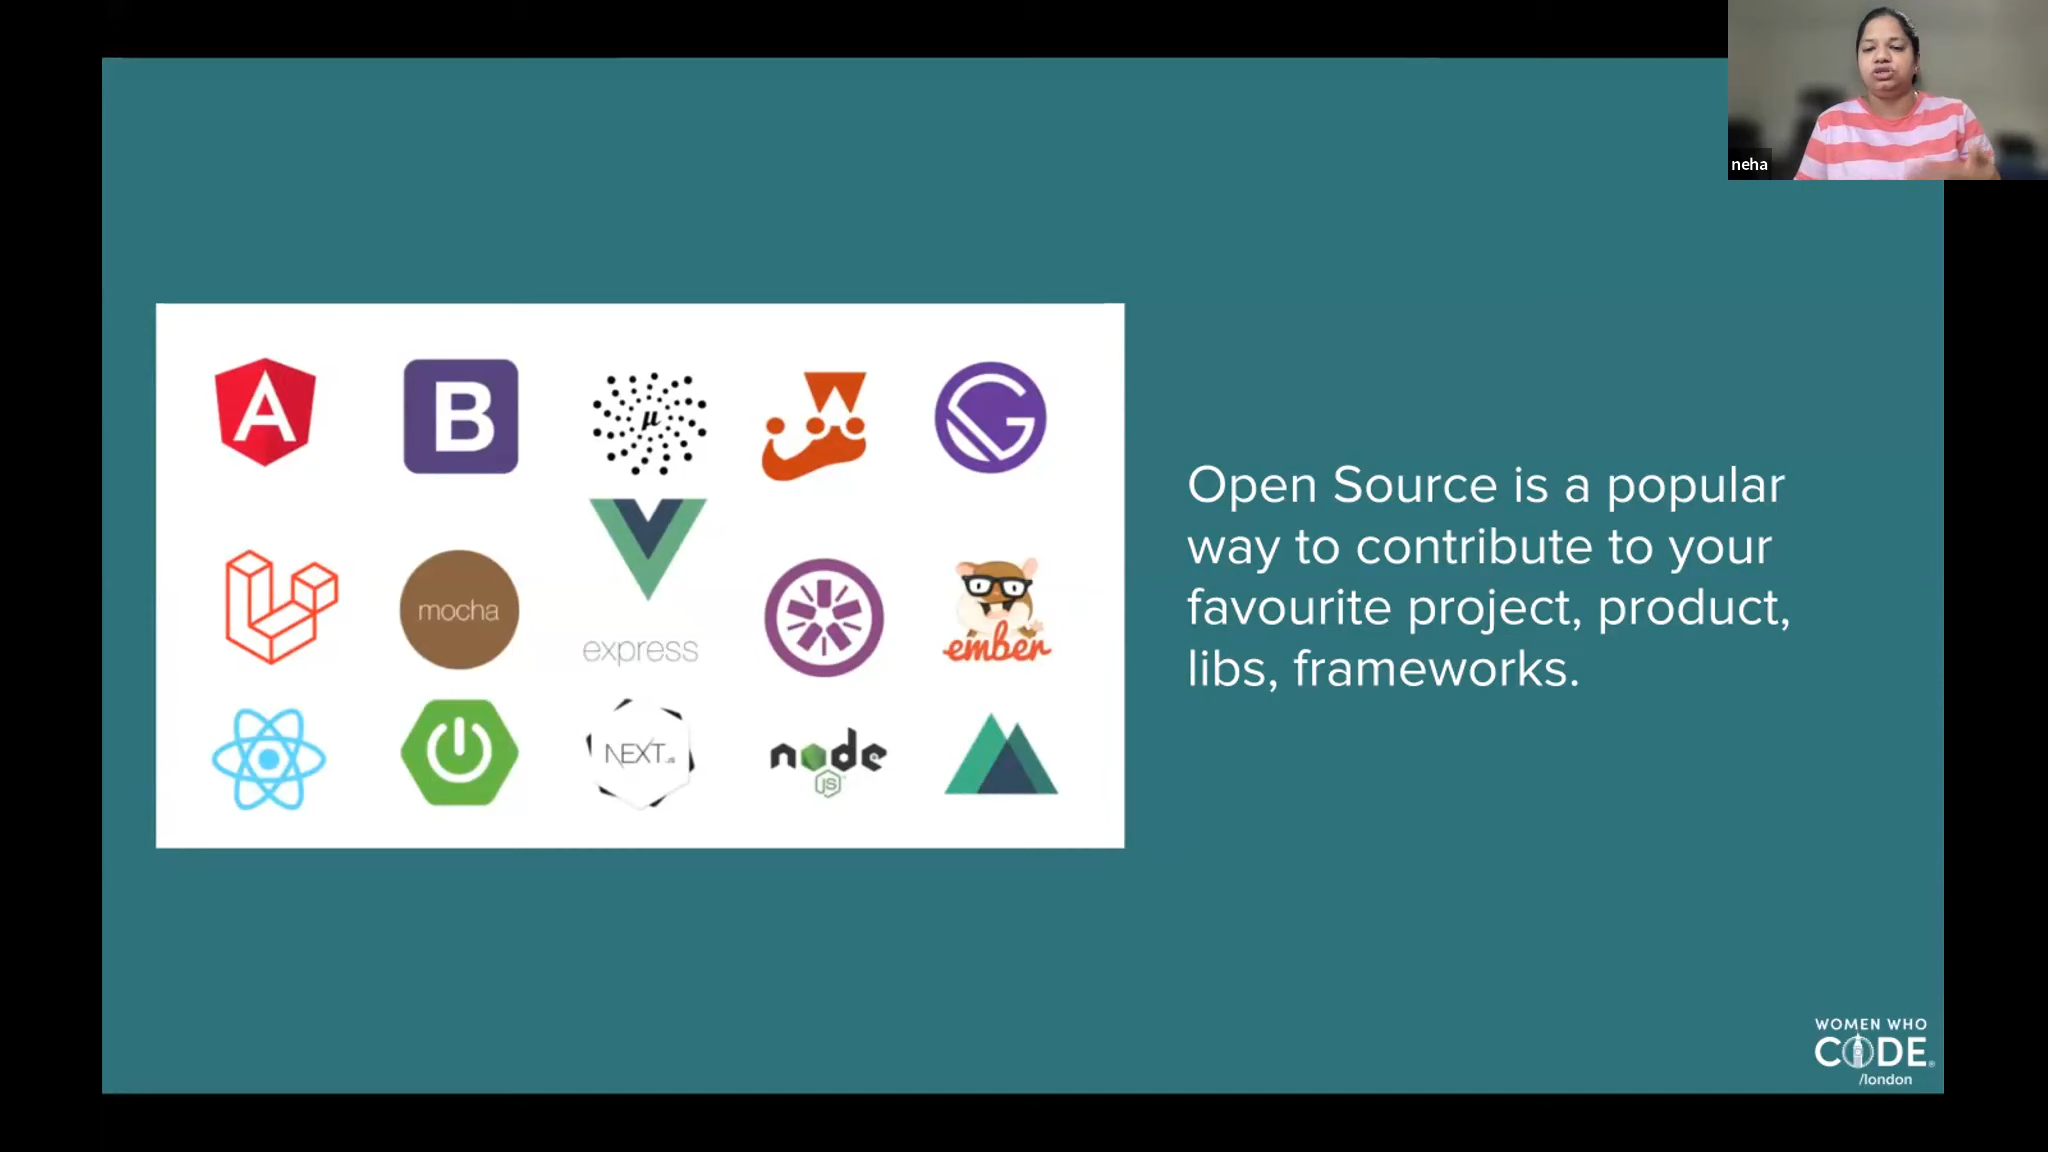 neha
A
B
μ
G
mocha
express
ember
NEXT.JS
node
JS
Open Source is a popular
way to contribute to your
favourite project, product,
libs, frameworks.
WOMEN WHO
CODE
/london